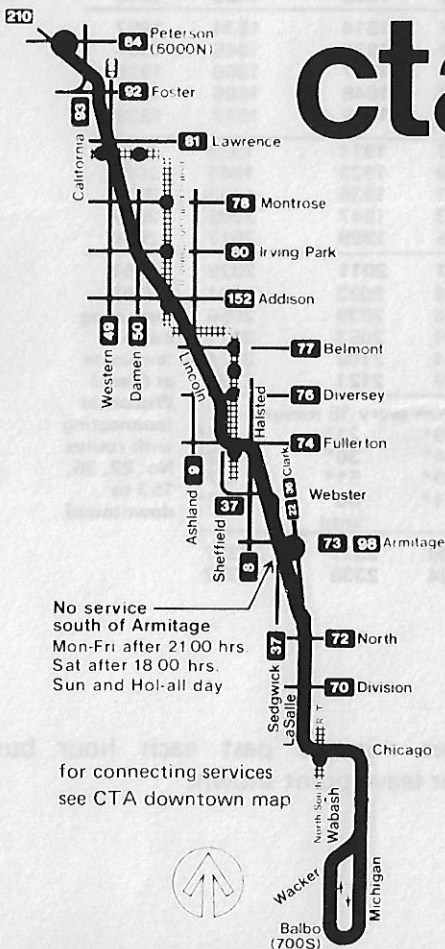 210
cta
84 Peterson
(6000N)
93
92 Foster
California
81 Lawrence
78 Montrose
80 Irving Park
152 Addison
49
50
Western
Damen
Lincoln
77 Belmont
76 Diversey
Halsted
74 Fullerton
9
Ashland
37
Sheffield
8
22 36 Clark
Webster
73 98 Armitage
No service
south of Armitage
Mon-Fri after 21 00 hrs.
Sat after 18 00 hrs.
Sun and Hol-all day
37
Sedgwick
72 North
70 Division
LaSalle
Chicago
for connecting services
see CTA downtown map
North South
R T
Wabash
Wacker
Michigan
Balbo
(700S)